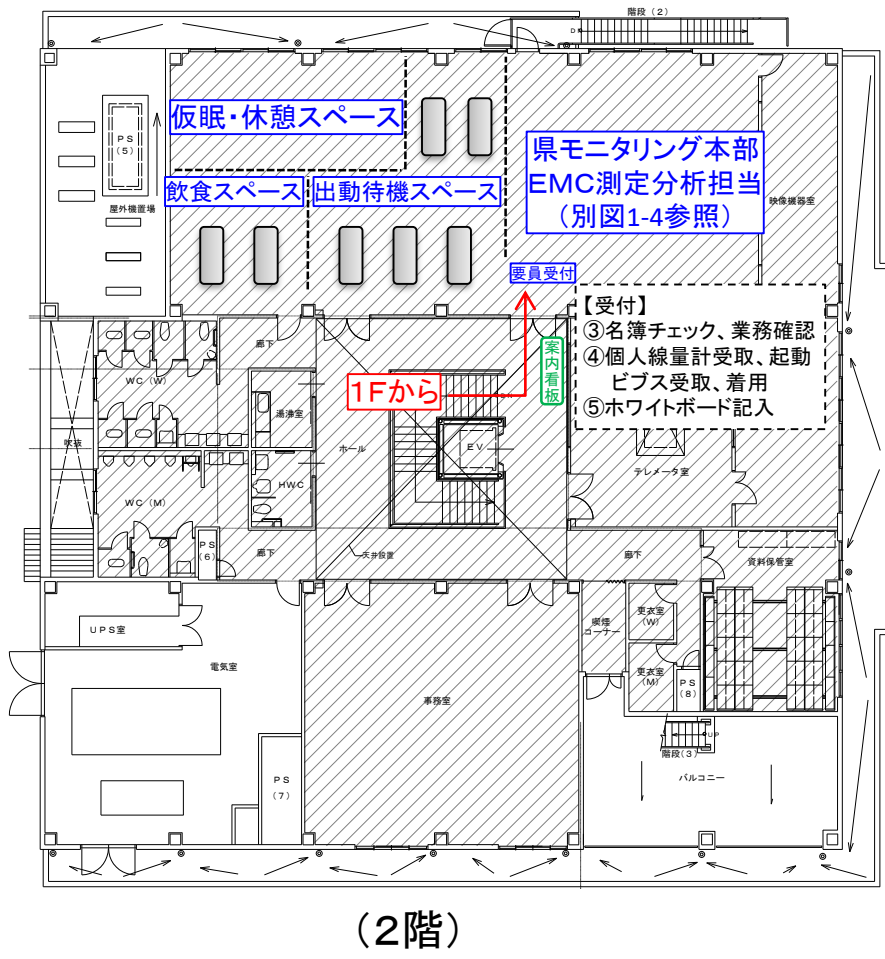 階段(2)
DN
仮眠・休憩スペース
PS
(5)
屋外機置場
飲食スペース
出動待機スペース
県モニタリング本部
EMC測定分析担当
(別図1-4参照)
映像機器室
要員受付
【受付】
③名簿チェック、業務確認
④個人線量計受取、起動
ビブス受取、着用
⑤ホワイトボード記入
案内看板
1Fから
廊下
WC(W)
湯沸室
吹抜
ホール
EV
テレメータ室
HWC
WC(M)
PS
(6)
廊下
天井設置
廊下
資料保管室
UPS室
電気室
喫煙
コーナー
更衣室
(W)
更衣室
(M)
PS
(8)
事務室
PS
(7)
UP
階段(3)
バルコニー
(2階)